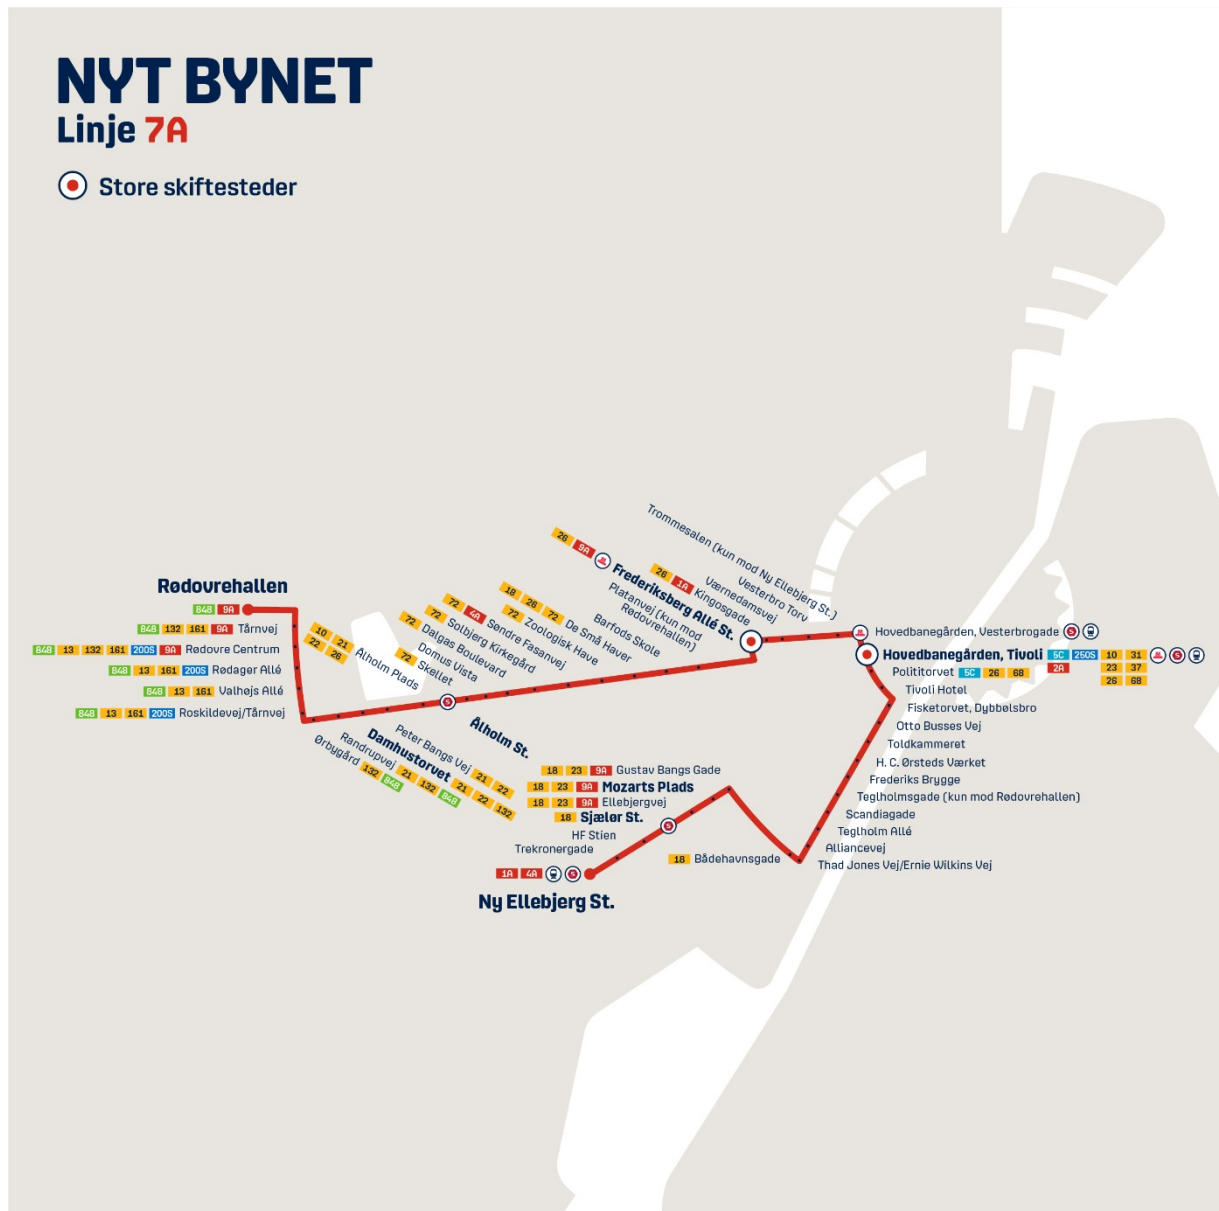 NYT BYNET
Linje 7A
Store skiftesteder
Rødovrehallen
848 9A
848 132 161 9A Tårnvej
848 13 132 161 200S 9A Rødovre Centrum
848 13 161 200S Rødager Allé
848 13 161 Valhøjs Allé
848 13 161 200S Roskildevej/Tårnvej
Ørbygård 132 848
Randrupvej 21 132 848
Damhustorvet 21 22 132
Peter Bangs Vej 21 22
10 21
22 26
Ålholm Plads
Ålholm St.
72 Skellet
Domus Vista
72 Dalgas Boulevard
72 Solbjerg Kirkegård
72 4A Søndre Fasanvej
72 Zoologisk Have
18 26 72 De Små Haver
Barfods Skole
Platanvej (kun mod
Rødovrehallen)
26 9A Frederiksberg Allé St.
26 1A Kingosgade
Værnedamsvej
Vesterbro Torv
Trommesalen (kun mod Ny Ellebjerg St.)
Hovedbanegården, Vesterbrogade S
Hovedbanegården, Tivoli 5C 250S 10 31 S
2A 23 37
26 68
Polititorvet 5C 26 68
Tivoli Hotel
Fisketorvet, Dybbølsbro
Otto Busses Vej
Toldkammeret
H. C. Ørsteds Værket
Frederiks Brygge
Teglholmsgade (kun mod Rødovrehallen)
Scandiagade
Teglholm Allé
Alliancevej
Thad Jones Vej/Ernie Wilkins Vej
18 Bådehavnsgade
18 23 9A Gustav Bangs Gade
18 23 9A Mozarts Plads
18 23 9A Ellebjergvej
18 Sjælør St.
HF Stien
Trekronergade
1A 4A S
Ny Ellebjerg St.